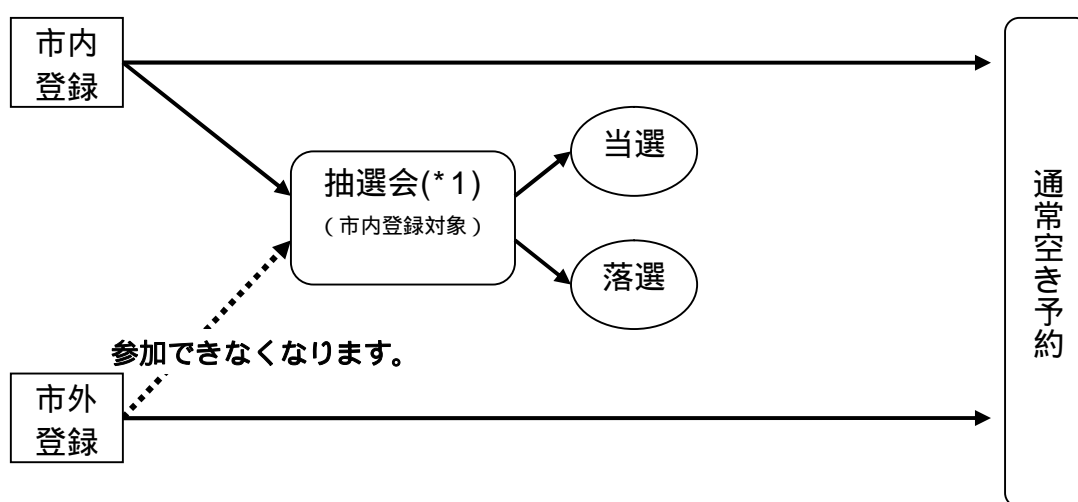 市内
登録
抽選会(*1)
（市内登録対象）
当選
落選
参加できなくなります。
市外
登録
通常空き予約